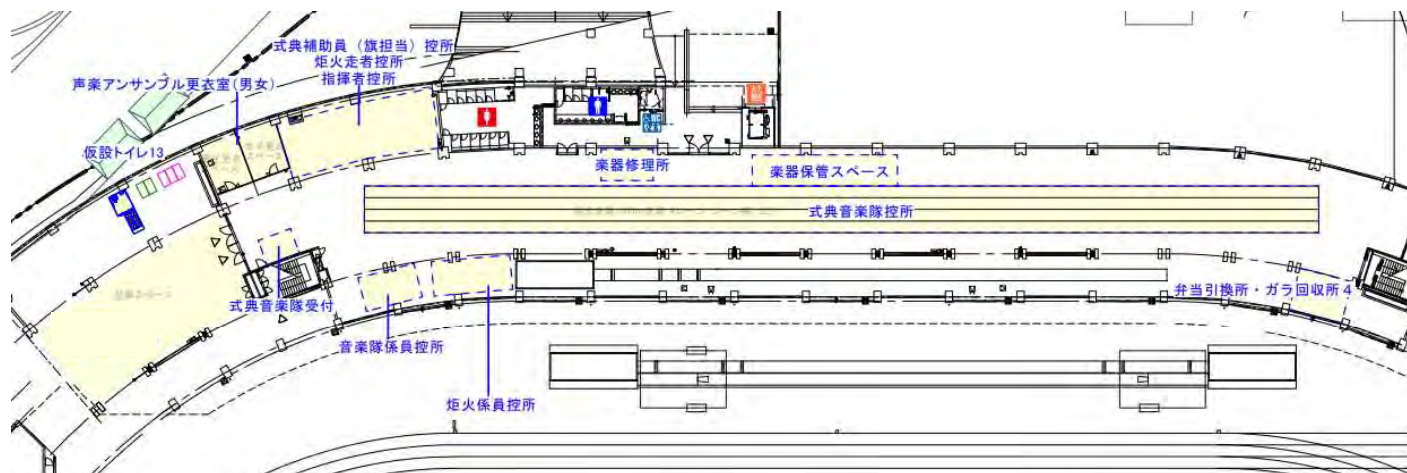 式典補助員（旗担当）控所
炬火走者控所
指揮者控所
声楽アンサンブル更衣室(男女)
仮設トイレ13
楽器修理所
楽器保管スペース
式典音楽隊控所
式典音楽隊受付
音楽隊係員控所
炬火係員控所
弁当引換所・ガラ回収所4